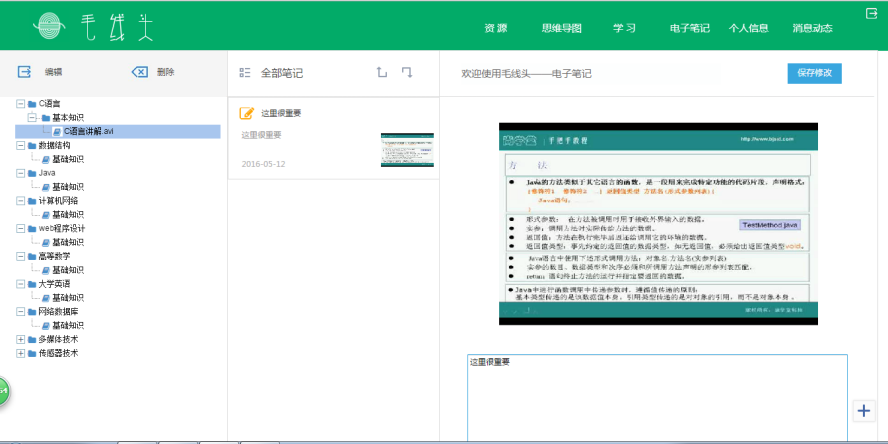 毛线头
资源 思维导图 学习 电子笔记 个人信息 消息动态
编辑 删除
全部笔记
欢迎使用毛线头——电子笔记
保存修改
C语言
基本知识
C语言讲解.avi
数据结构
基础知识
Java
基础知识
计算机网络
基础知识
web程序设计
基础知识
高等数学
基础知识
大学英语
基础知识
网络数据库
基础知识
多媒体技术
传感器技术
这里很重要
这里很重要
2016-05-12
手把手教程
方 法
Java的方法类似于其它语言的函数，是一段用来完成特定功能的代码片段，声明格式：
[修饰符1 修饰符2 …] 返回值类型 方法名(形式参数列表){
Java语句；……
}
形式参数： 在方法被调用时用于接收外界输入的数据。
实参：调用方法时实际传给方法的数据。
返回值：方法在执行完毕后返还给调用它的环境的数据。
返回值类型：事先约定的返回值的数据类型，如无返回值，必须给出返回值类型void。
TestMethod.java
Java语言中使用下述形式调用方法：对象名.方法名(实参列表)
实参的数目、数据类型和次序必须和所调用方法声明的形参列表匹配。
return 语句终止方法的运行并指定要返回的数据。
Java中进行函数调用中传递参数时，遵循值传递的原则：
基本类型传递的是该数据值本身，引用类型传递的是对对象的引用，而不是对象本身。
这里很重要